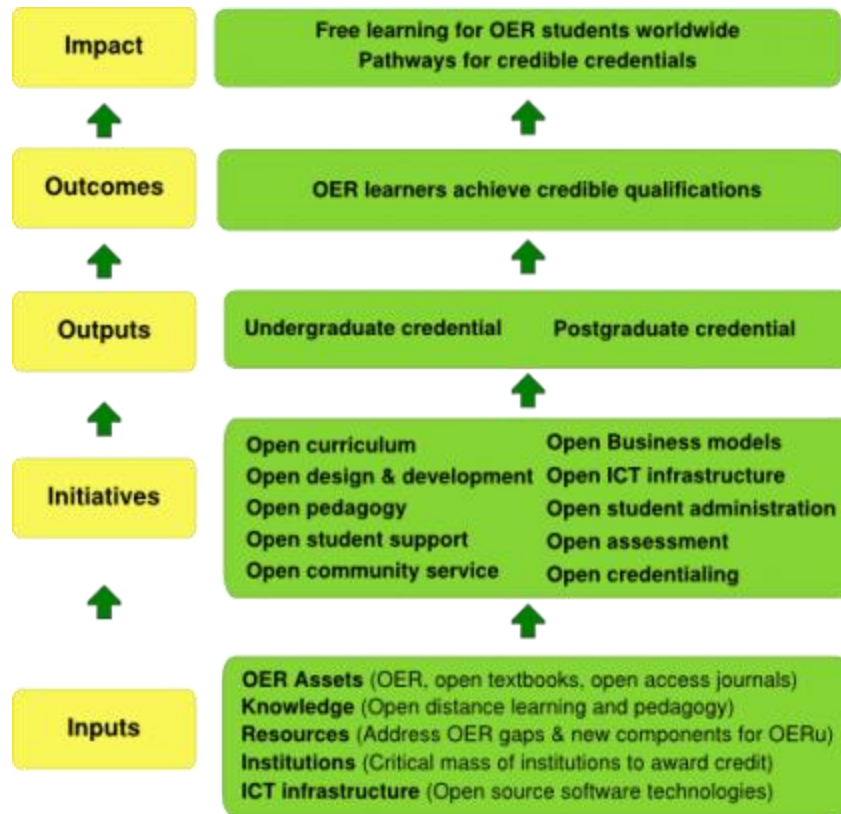 Impact
Free learning for OER students worldwide
Pathways for credible credentials
Outcomes
OER learners achieve credible qualifications
Outputs
Undergraduate credential
Postgraduate credential
Initiatives
Open curriculum
Open design & development
Open pedagogy
Open student support
Open community service
Open Business models
Open ICT infrastructure
Open student administration
Open assessment
Open credentialing
Inputs
OER Assets (OER, open textbooks, open access journals)
Knowledge (Open distance learning and pedagogy)
Resources (Address OER gaps & new components for OERu)
Institutions (Critical mass of institutions to award credit)
ICT infrastructure (Open source software technologies)